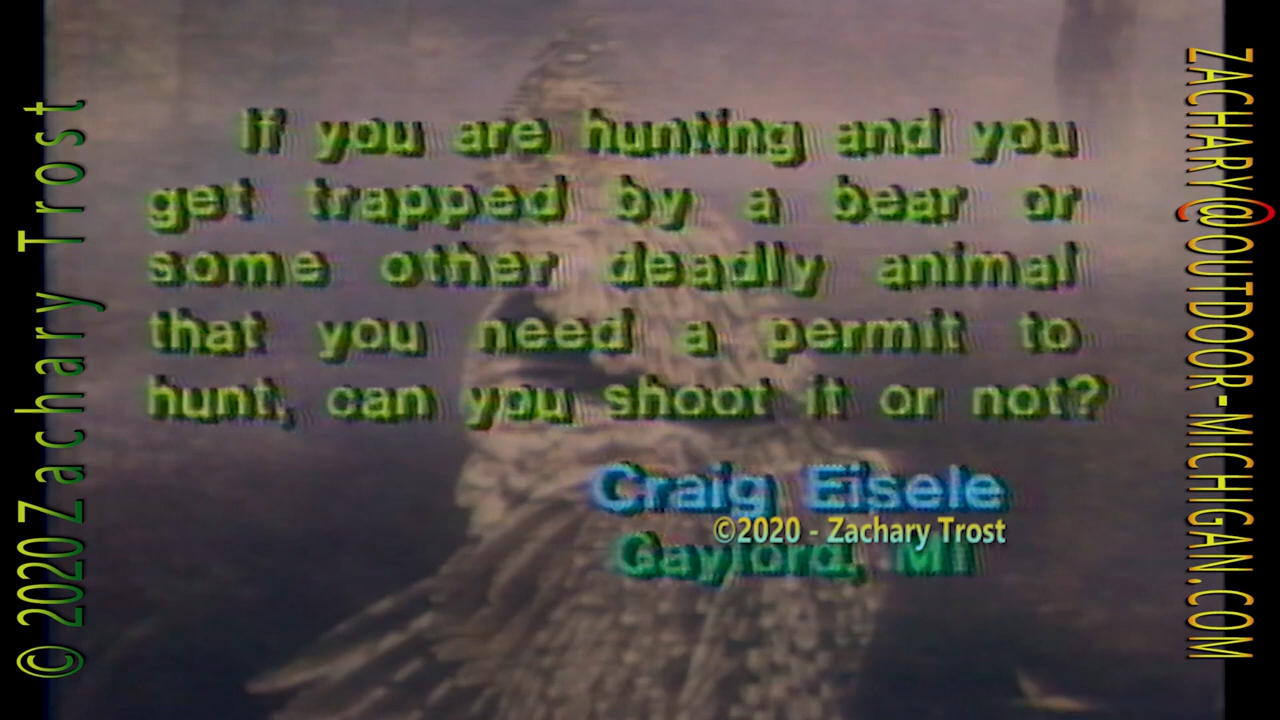 © 2020 Zachary Trost
If you are hunting and you
get trapped by a bear or
some other deadly animal
that you need a permit to
hunt, can you shoot it or not?
Craig Eisele
©2020 - Zachary Trost
Gaylord, MI
ZACHARY@OUTDOOR-MICHIGAN.COM